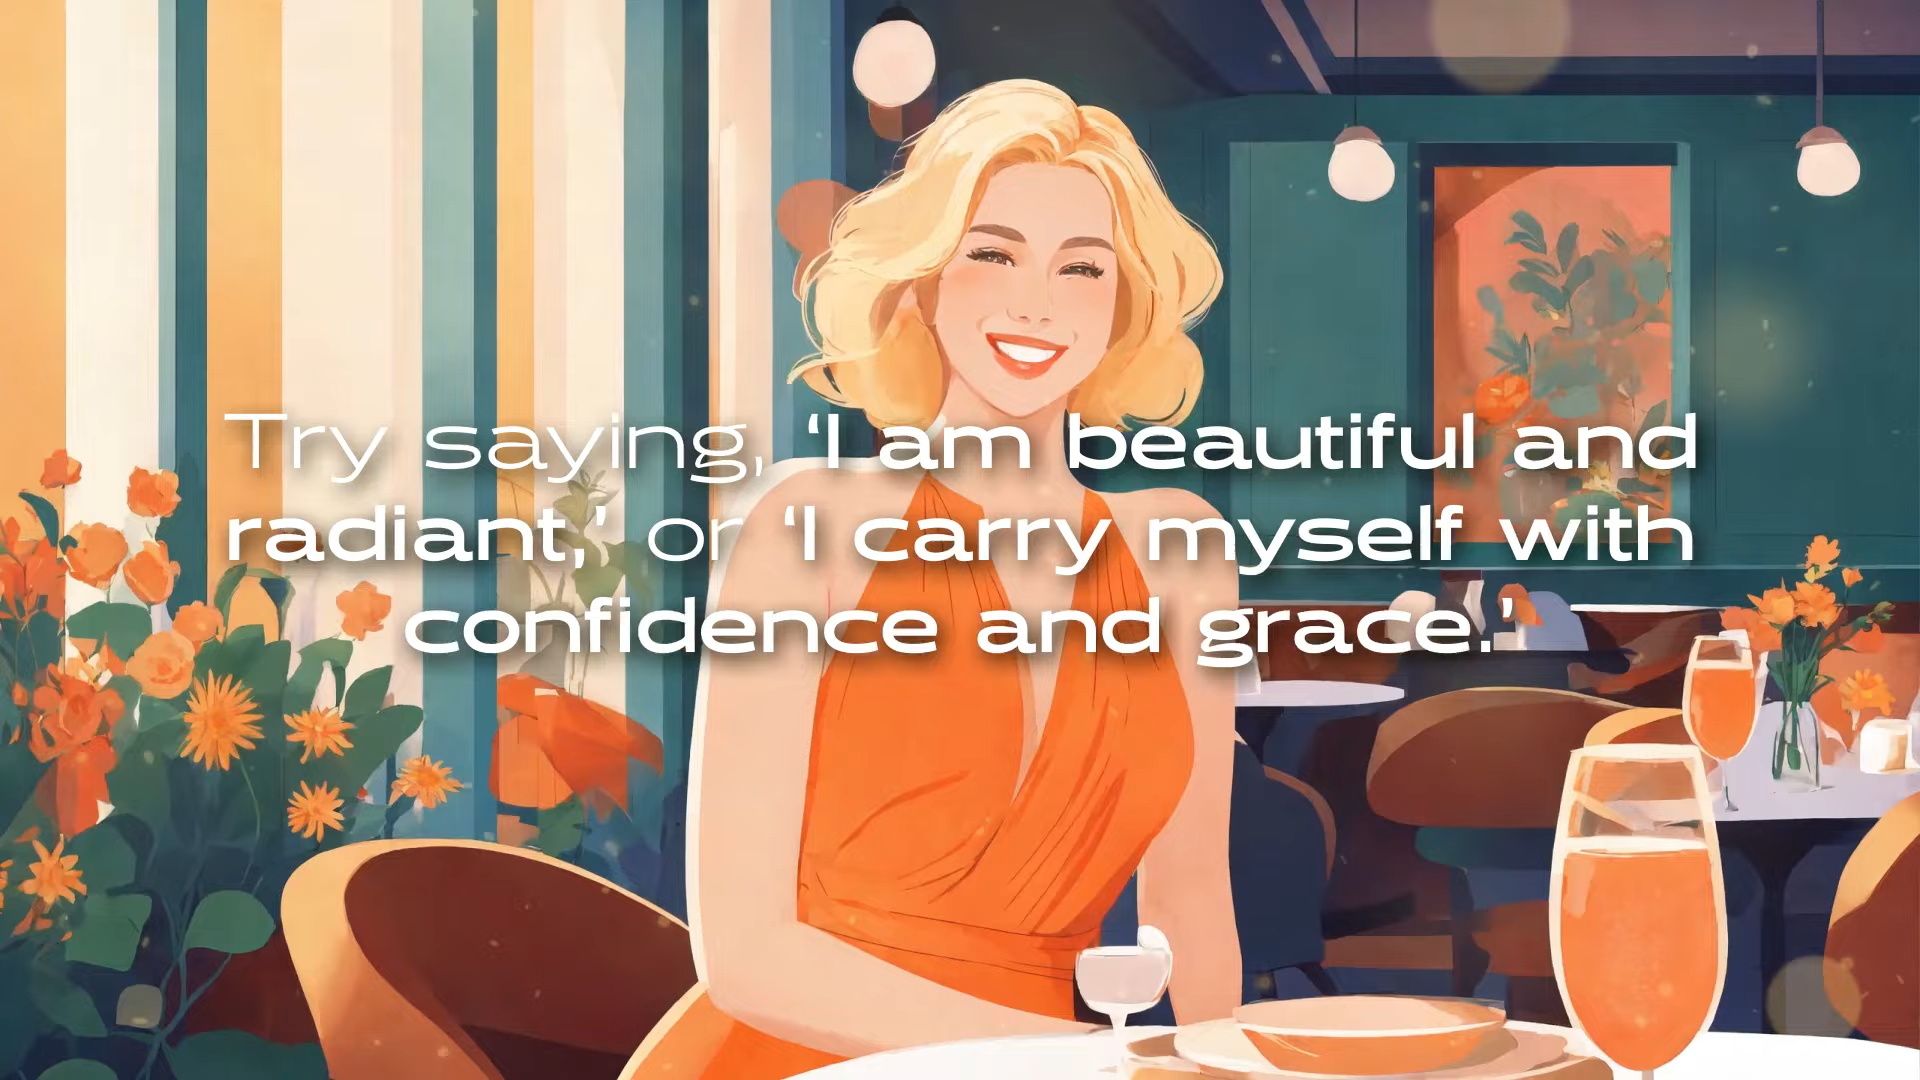 Try saying, ‘I am beautiful and
radiant,’ or ‘I carry myself with
confidence and grace.’